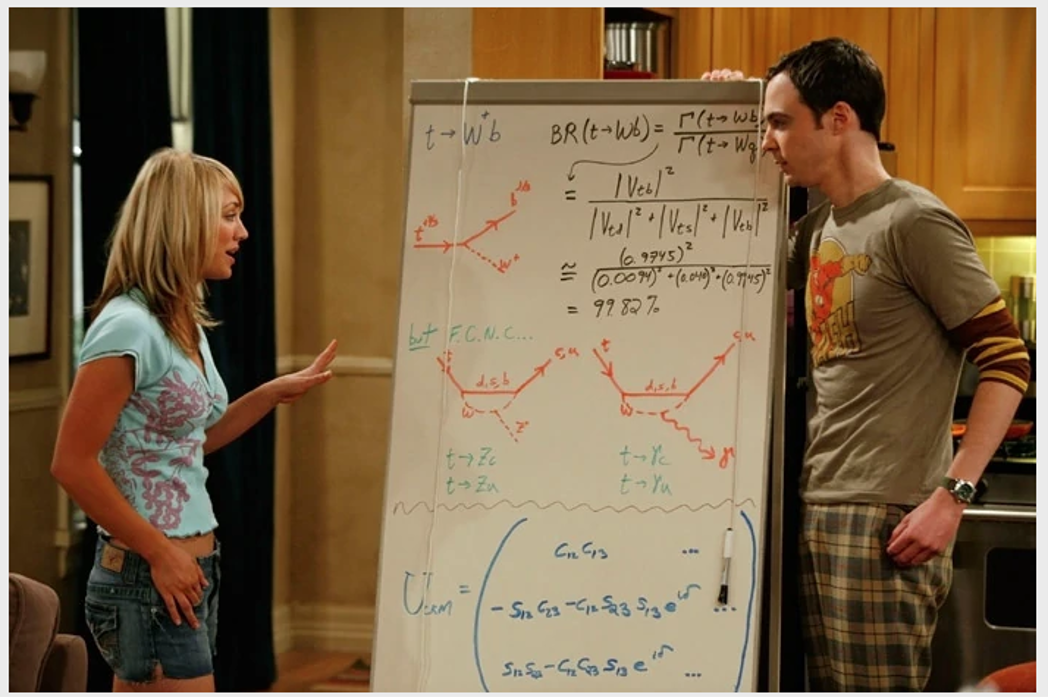 t → W⁺b
BR(t→Wb) = Γ(t→Wb
Γ(t→Wq
= |V_tb|²
|V_td|² + |V_ts|² + |V_tb|²
≅ (0.9745)²
(0.0094)² + (0.040)² + (0.9745)²
= 99.82%
t b
W⁺
but F.C.N.C...
t d,s,b c,u
W Z°
t d,s,b c,u
W γ
t → Zc
t → Zu
t → γc
t → γu
U_CKM =
C₁₂C₁₃ ...
-S₁₂C₂₃ -C₁₂S₂₃S₁₃e^iδ ...
S₁₂S₂₃ -C₁₂C₂₃S₁₃e^iδ ...